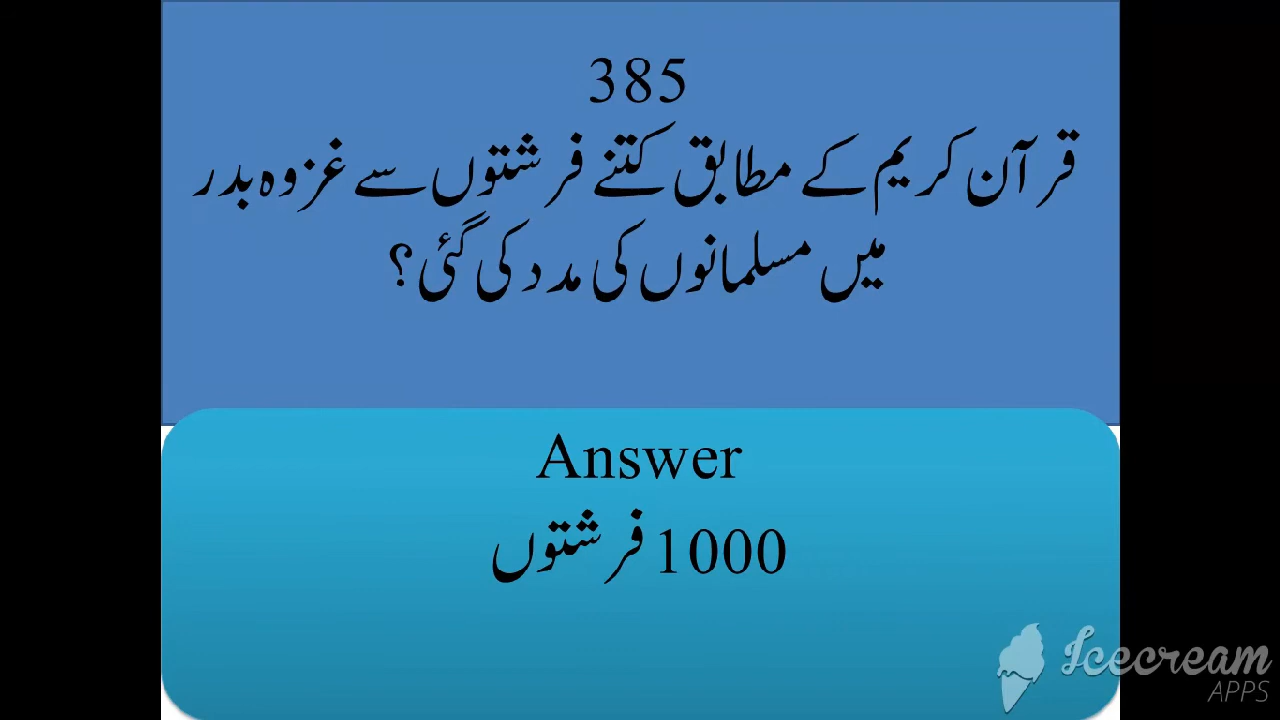 385
قرآن کریم کے مطابق کتنے فرشتوں سے غزوہ بدر
میں مسلمانوں کی مدد کی گئی؟
Answer
1000 فرشتوں
Icecream
APPS